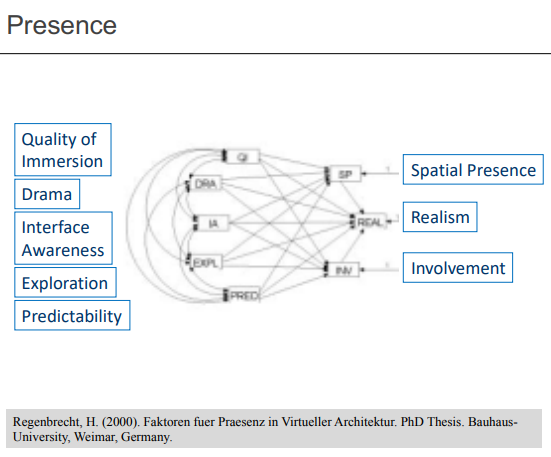 Presence
Quality of
Immersion
Drama
Interface
Awareness
Exploration
Predictability
QI
DRA
IA
EXPL
PRED
SP
REAL
INV
Spatial Presence
Realism
Involvement
Regenbrecht, H. (2000). Faktoren fuer Praesenz in Virtueller Architektur. PhD Thesis. Bauhaus-
University, Weimar, Germany.